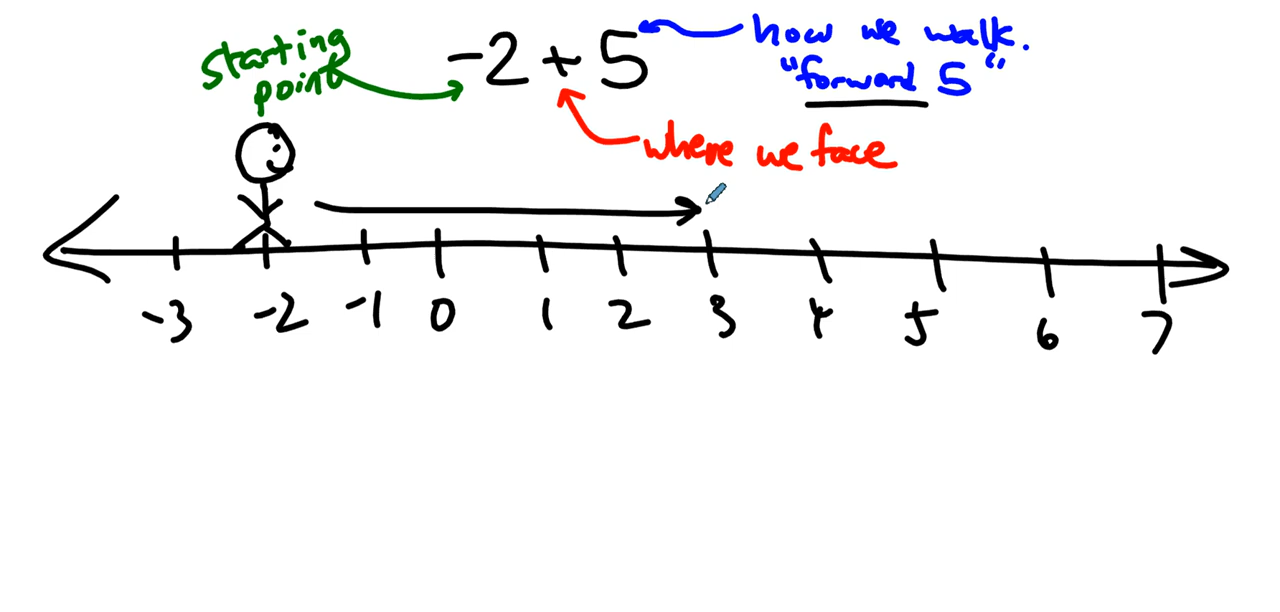 starting
point
-2 + 5
how we walk.
"forward 5"
where we face
-3 -2 -1 0 1 2 3 4 5 6 7